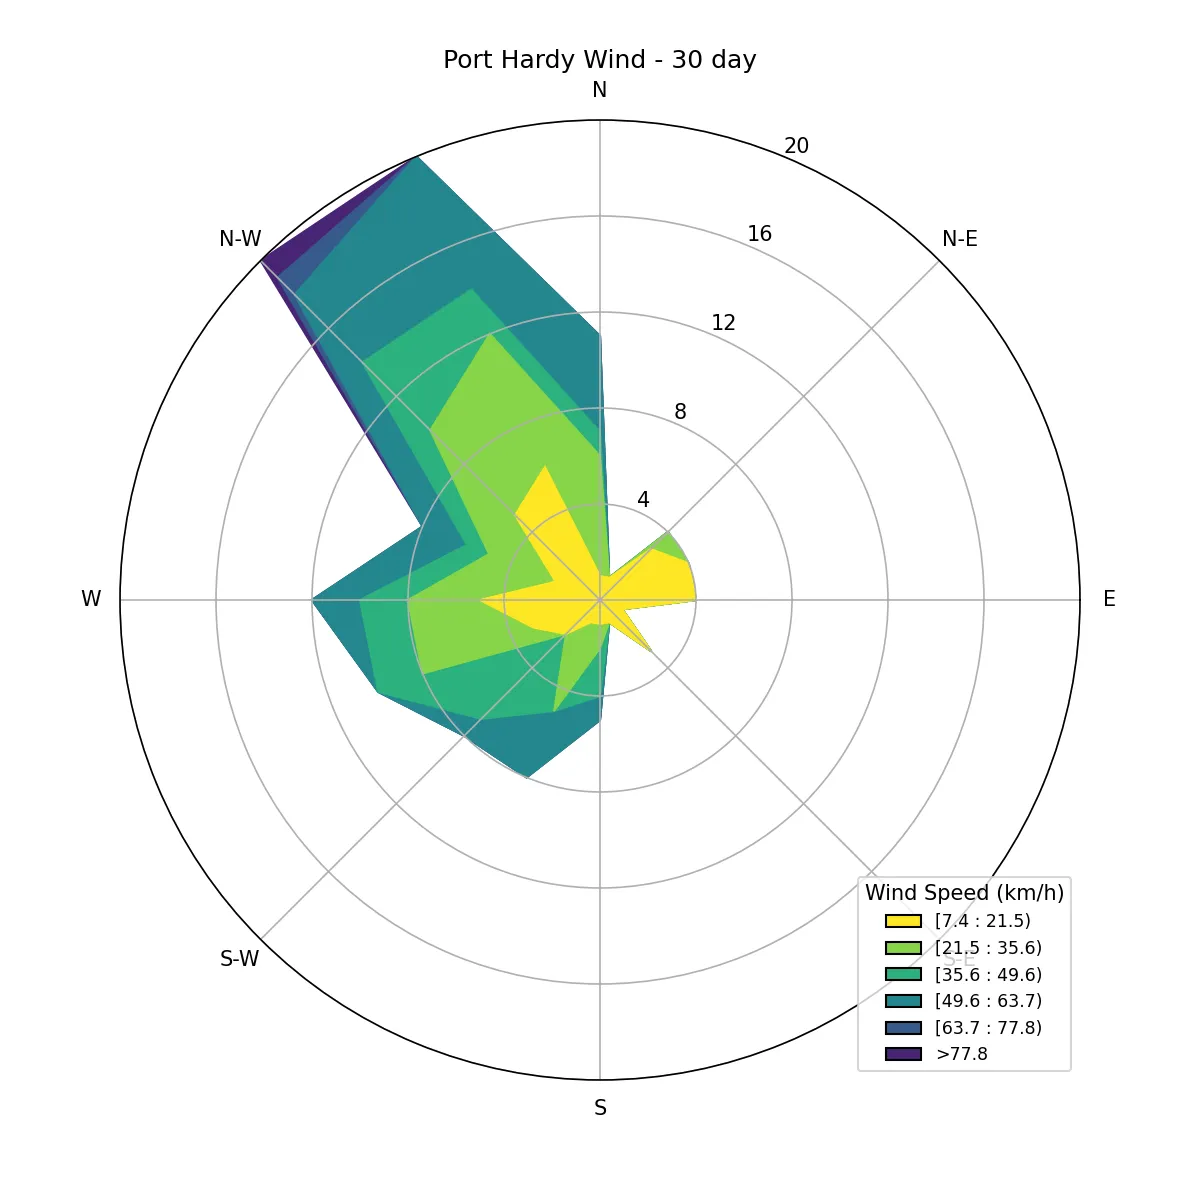 Port Hardy Wind - 30 day
N
20
16
N-W
N-E
12
8
4
W
E
Wind Speed (km/h)
[7.4 : 21.5)
[21.5 : 35.6)
S-W
S-E
[35.6 : 49.6)
[49.6 : 63.7)
[63.7 : 77.8)
>77.8
S